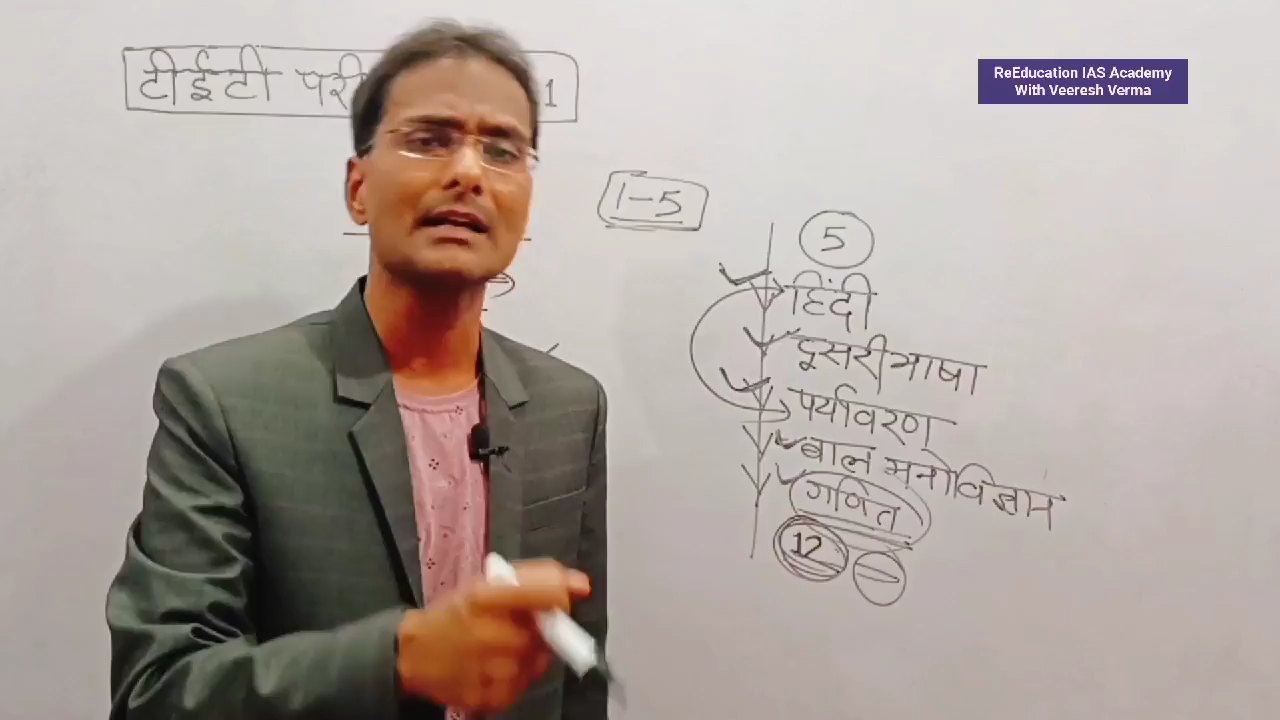 टीईटी परी 1
ReEducation IAS Academy
With Veeresh Verma
1-5
5
हिंदी
दूसरी भाषा
पर्यावरण
बाल मनोविज्ञान
गणित
12